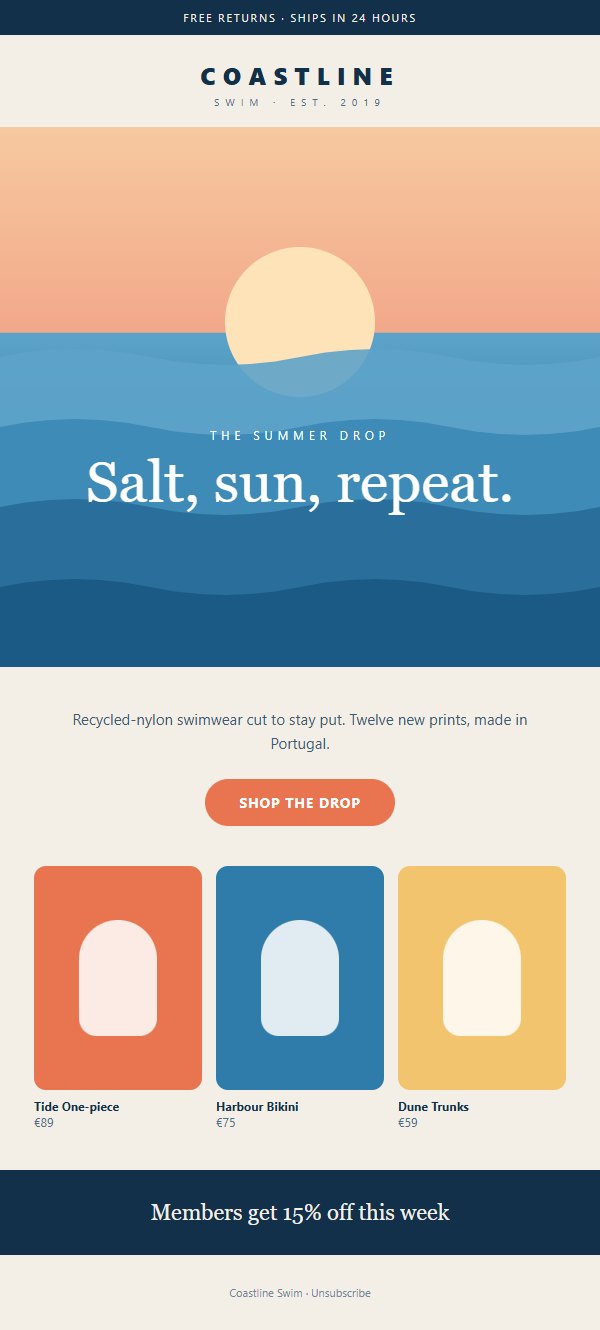 FREE RETURNS · SHIPS IN 24 HOURS
COASTLINE
SWIM · EST. 2019
THE SUMMER DROP
Salt, sun, repeat.
Recycled-nylon swimwear cut to stay put. Twelve new prints, made in
Portugal.
SHOP THE DROP
Tide One-piece
€89
Harbour Bikini
€75
Dune Trunks
€59
Members get 15% off this week
Coastline Swim · Unsubscribe